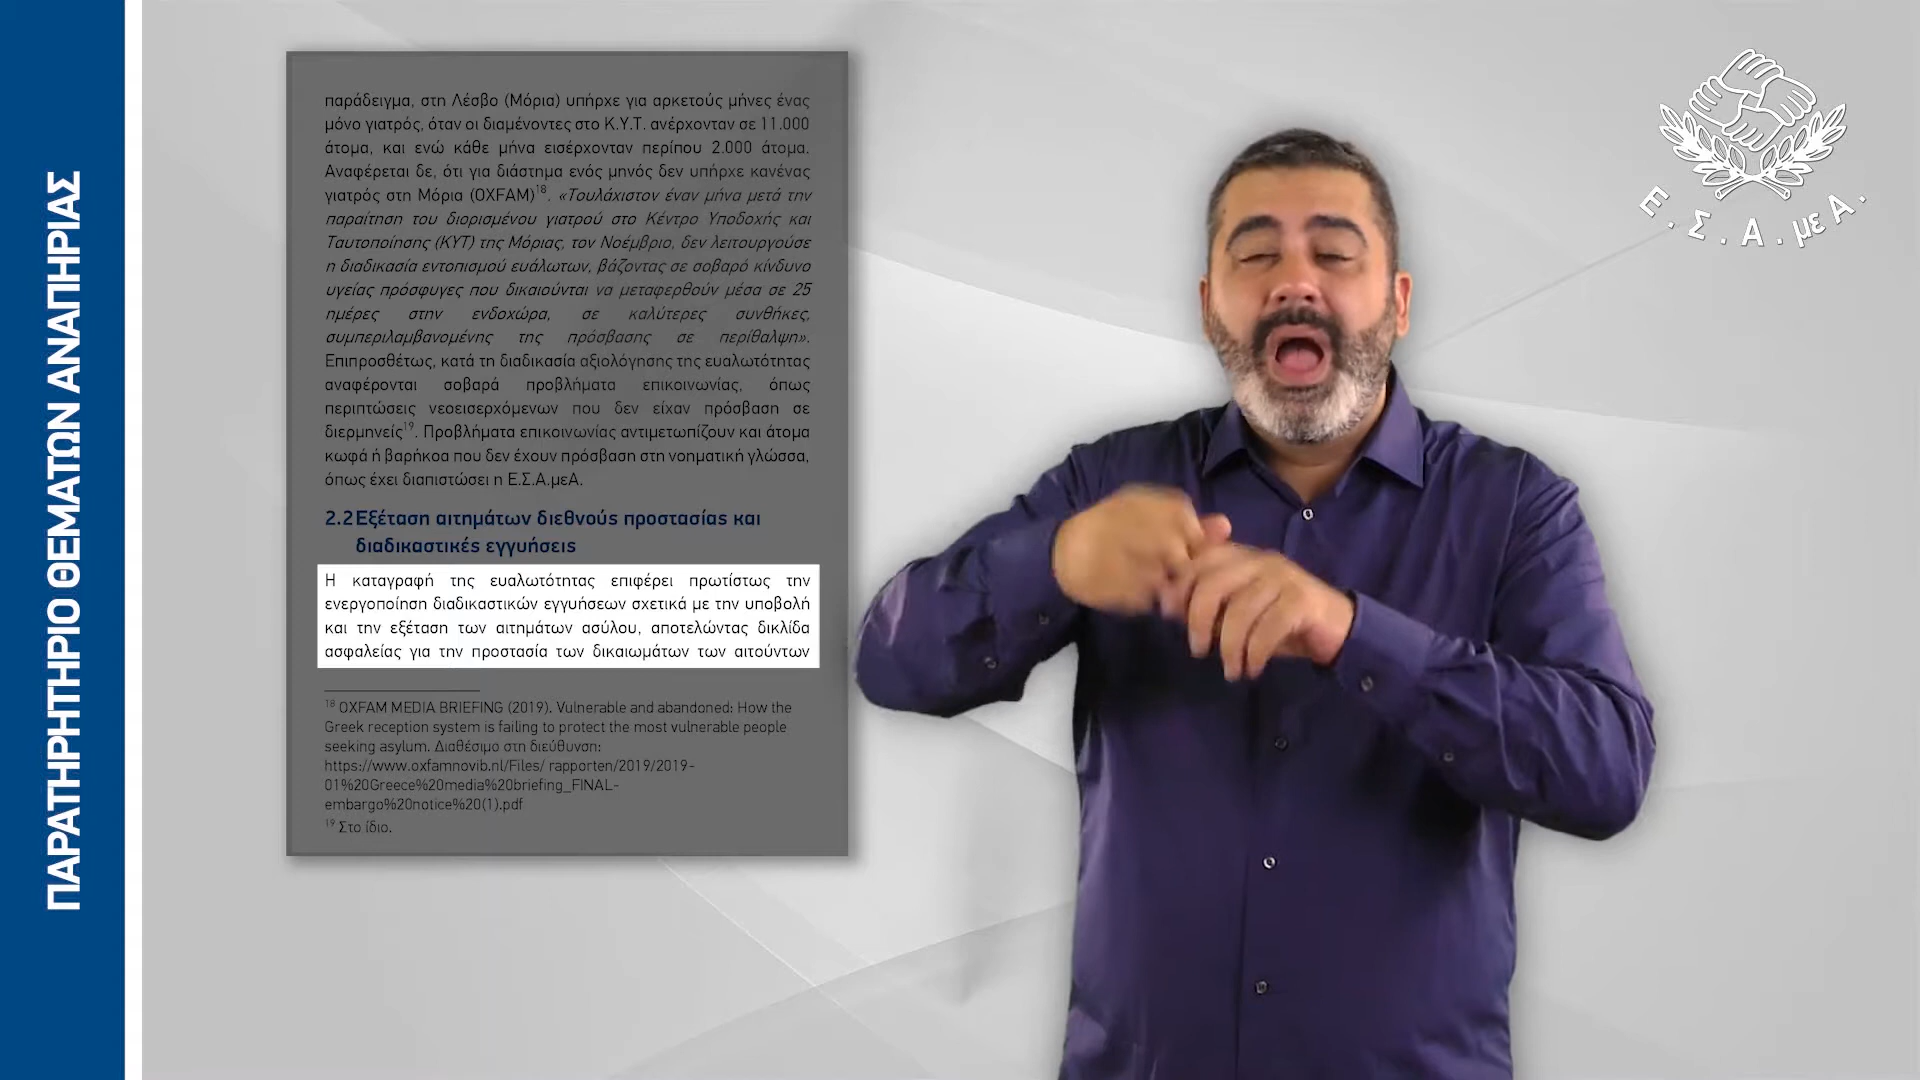 ΠΑΡΑΤΗΡΗΤΗΡΙΟ ΘΕΜΑΤΩΝ ΑΝΑΠΗΡΙΑΣ
παράδειγμα, στη Λέσβο (Μόρια) υπήρχε για αρκετούς μήνες ένας
μόνο γιατρός, όταν οι διαμένοντες στο Κ.Υ.Τ. ανέρχονταν σε 11.000
άτομα, και ενώ κάθε μήνα εισέρχονταν περίπου 2.000 άτομα.
Αναφέρεται δε, ότι για διάστημα ενός μηνός δεν υπήρχε κανένας
γιατρός στη Μόρια (OXFAM)18. «Τουλάχιστον έναν μήνα μετά την
παραίτηση του διορισμένου γιατρού στο Κέντρο Υποδοχής και
Ταυτοποίησης (ΚΥΤ) της Μόριας, τον Νοέμβριο, δεν λειτουργούσε
η διαδικασία εντοπισμού ευάλωτων, βάζοντας σε σοβαρό κίνδυνο
υγείας πρόσφυγες που δικαιούνται να μεταφερθούν μέσα σε 25
ημέρες στην ενδοχώρα, σε καλύτερες συνθήκες,
συμπεριλαμβανομένης της πρόσβασης σε περίθαλψη».
Επιπροσθέτως, κατά τη διαδικασία αξιολόγησης της ευαλωτότητας
αναφέρονται σοβαρά προβλήματα επικοινωνίας, όπως
περιπτώσεις νεοεισερχόμενων που δεν είχαν πρόσβαση σε
διερμηνείς19. Προβλήματα επικοινωνίας αντιμετωπίζουν και άτομα
κωφά ή βαρήκοα που δεν έχουν πρόσβαση στη νοηματική γλώσσα,
όπως έχει διαπιστώσει η Ε.Σ.Α.μεΑ.
2.2 Εξέταση αιτημάτων διεθνούς προστασίας και
διαδικαστικές εγγυήσεις
Η καταγραφή της ευαλωτότητας επιφέρει πρωτίστως την
ενεργοποίηση διαδικαστικών εγγυήσεων σχετικά με την υποβολή
και την εξέταση των αιτημάτων ασύλου, αποτελώντας δικλίδα
ασφαλείας για την προστασία των δικαιωμάτων των αιτούντων
18 OXFAM MEDIA BRIEFING (2019). Vulnerable and abandoned: How the
Greek reception system is failing to protect the most vulnerable people
seeking asylum. Διαθέσιμο στη διεύθυνση:
https://www.oxfamnovib.nl/Files/ rapporten/2019/2019-
01%20Greece%20media%20briefing_FINAL-
embargo%20notice%20(1).pdf
19 Στο ίδιο.
Ε.Σ.Α.μεΑ.